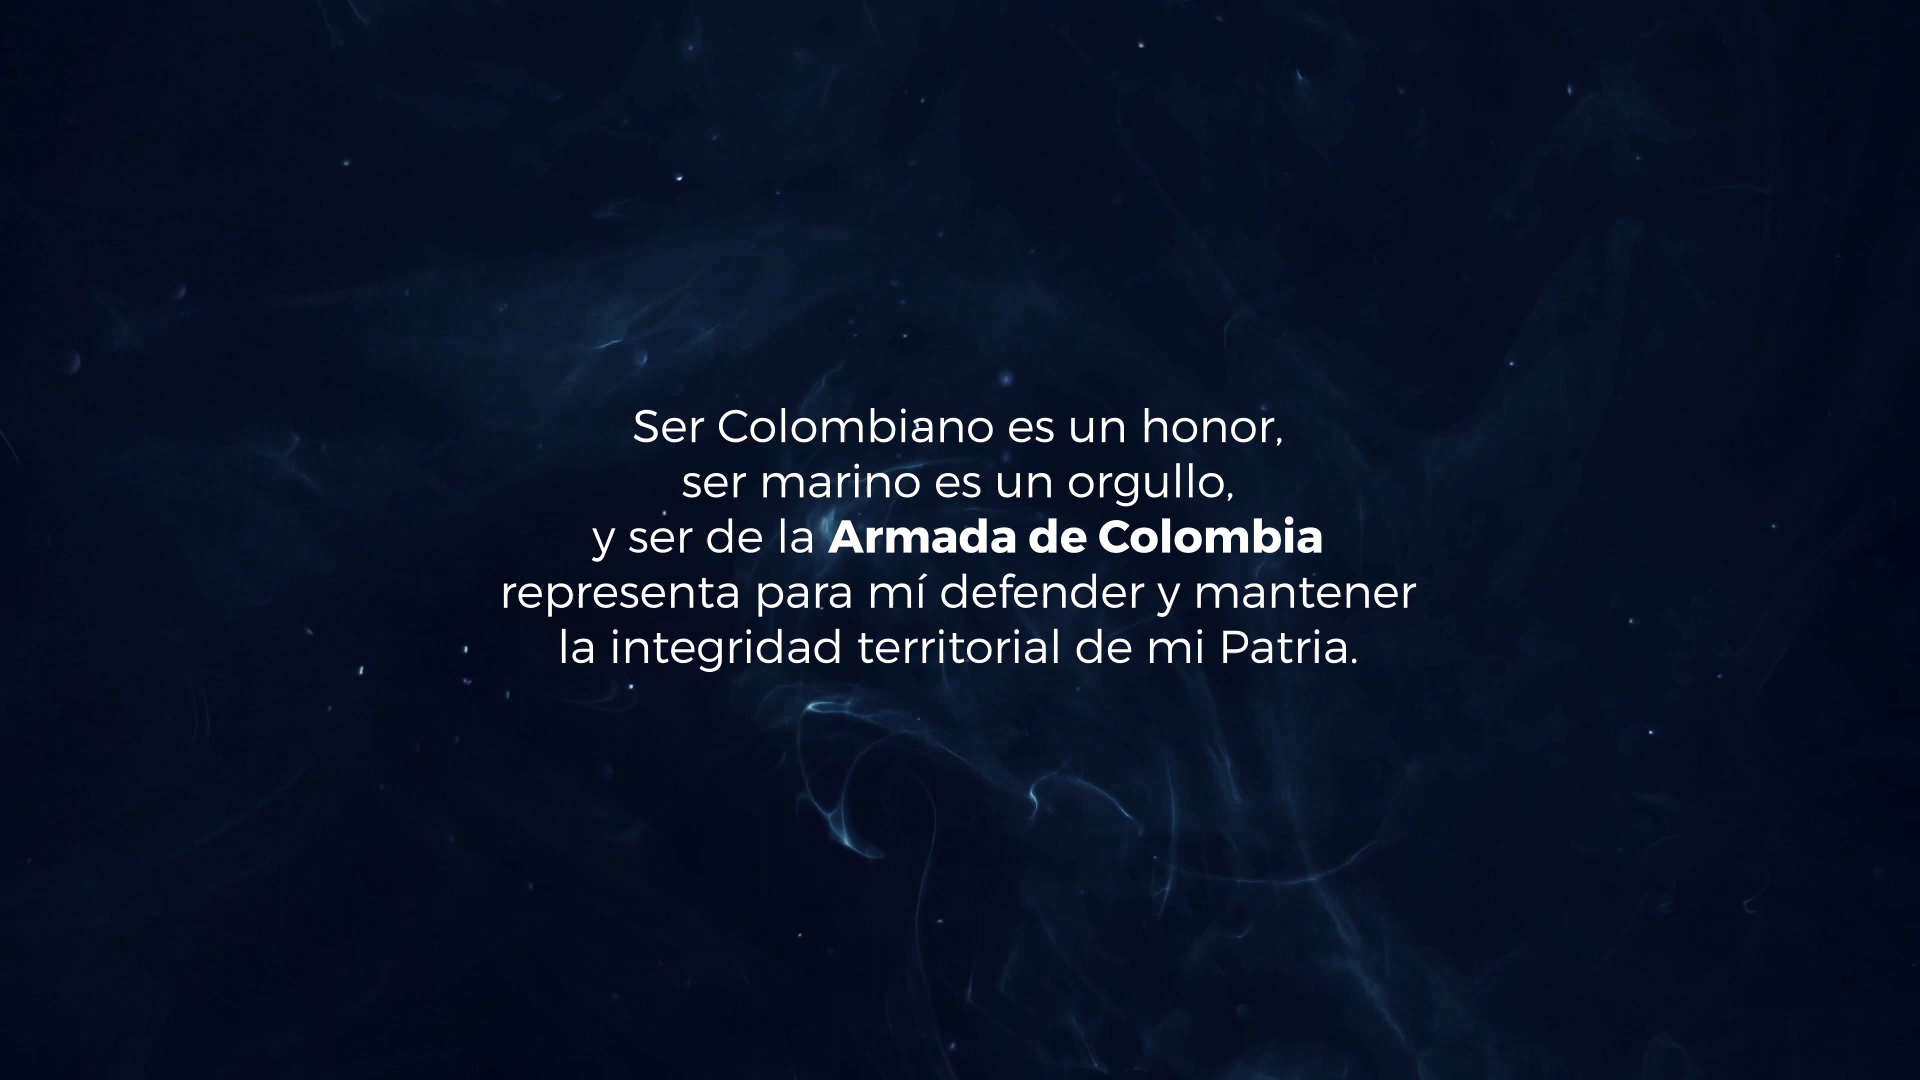 Ser Colombiano es un honor,
ser marino es un orgullo,
y ser de la Armada de Colombia
representa para mí defender y mantener
la integridad territorial de mi Patria.